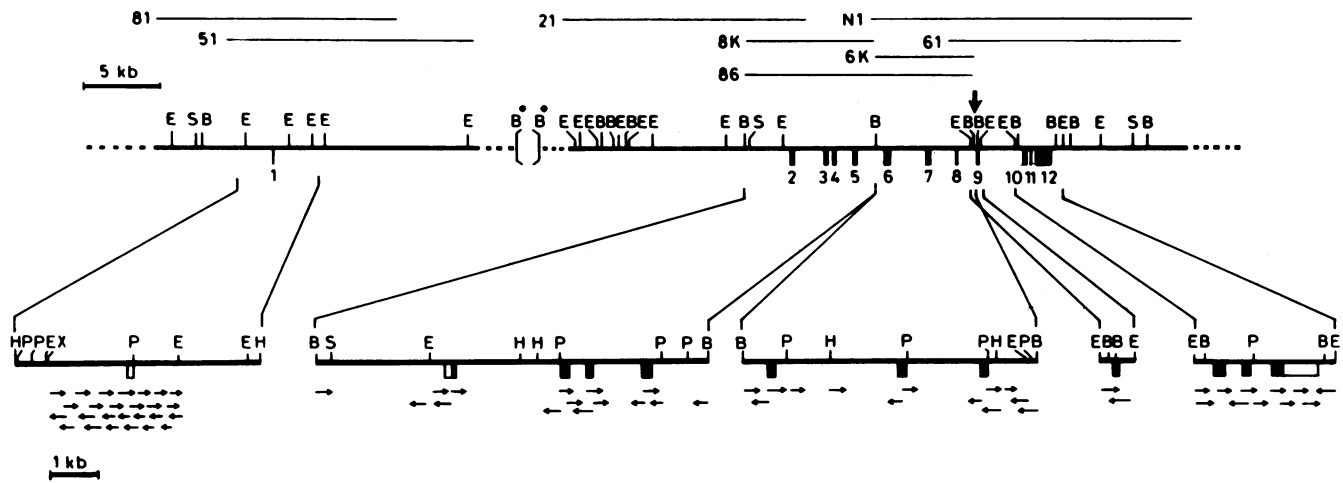 81
21
N1
51
8K
61
6K
86
5 kb
E S B E E E E E B• B• E E E B B E B E E E B S E B E B B E E B B E B E S B
1 2 3 4 5 6 7 8 9 10 11 12
H P P E X P E E H B S E H H P P P B B P H P P H E P B E B B E E B P B E
1 kb